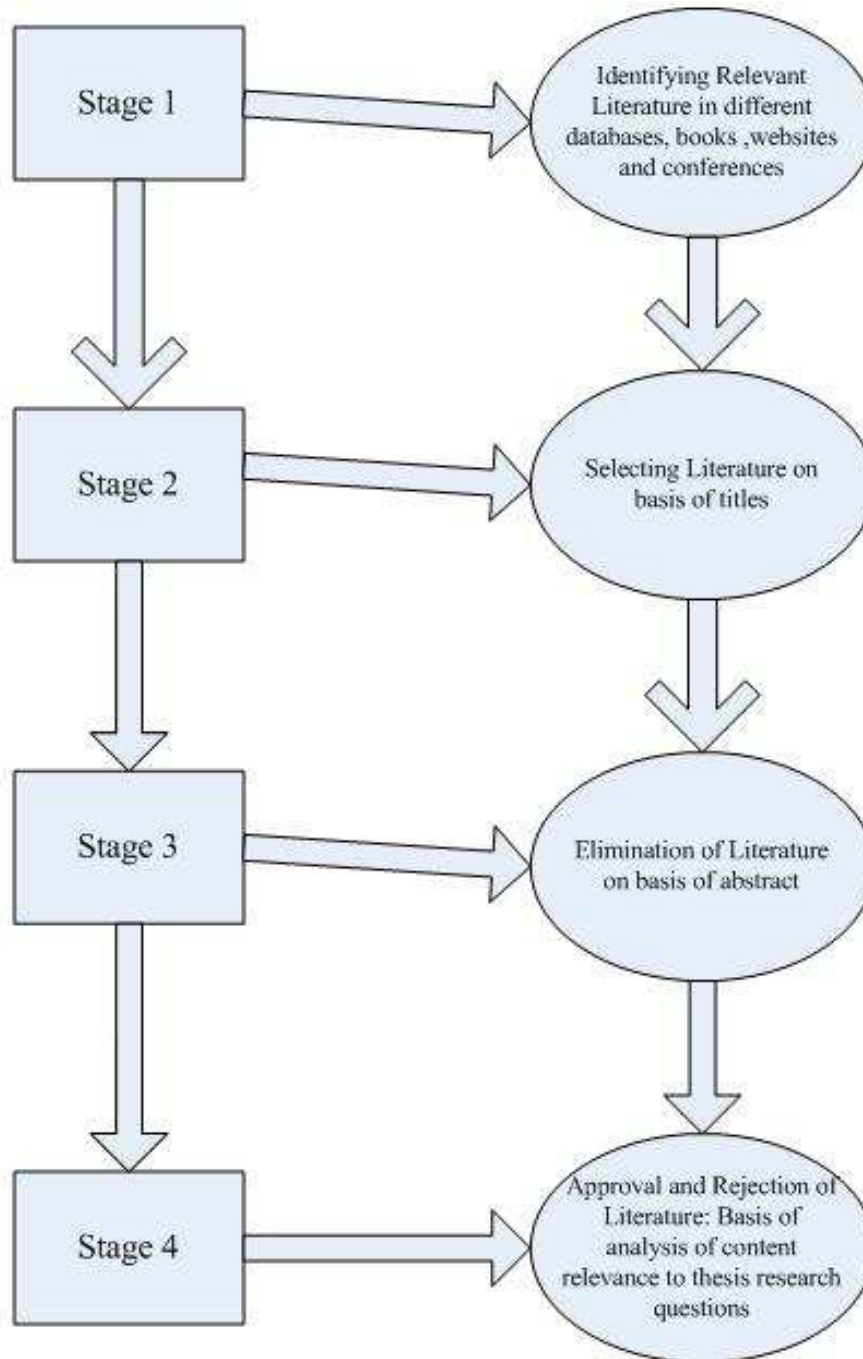 Stage 1
Identifying Relevant
Literature in different
databases, books ,websites
and conferences
Stage 2
Selecting Literature on
basis of titles
Stage 3
Elimination of Literature
on basis of abstract
Stage 4
Approval and Rejection of
Literature: Basis of
analysis of content
relevance to thesis research
questions